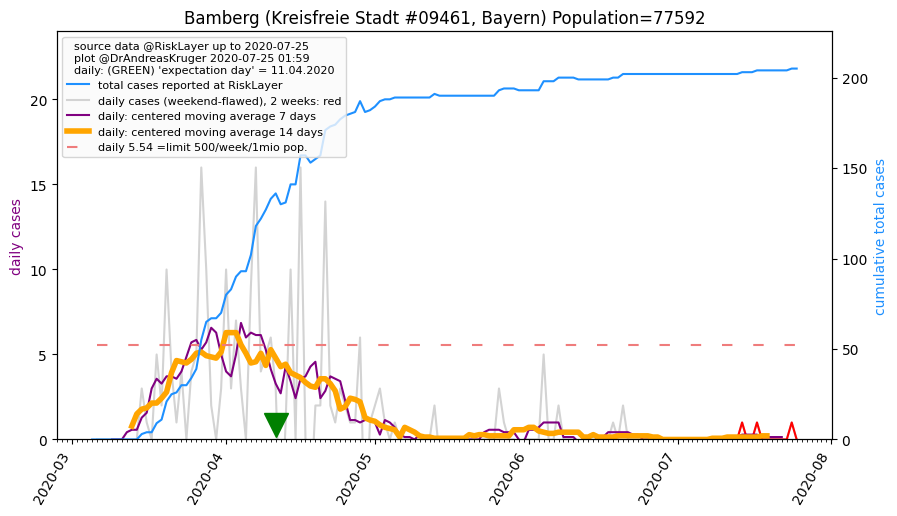 Bamberg (Kreisfreie Stadt #09461, Bayern) Population=77592
source data @RiskLayer up to 2020-07-25
plot @DrAndreasKruger 2020-07-25 01:59
daily: (GREEN) 'expectation day' = 11.04.2020
total cases reported at RiskLayer
daily cases (weekend-flawed), 2 weeks: red
daily: centered moving average 7 days
daily: centered moving average 14 days
daily 5.54 =limit 500/week/1mio pop.
daily cases
20
15
10
5
0
cumulative total cases
200
150
100
50
0
2020-03
2020-04
2020-05
2020-06
2020-07
2020-08